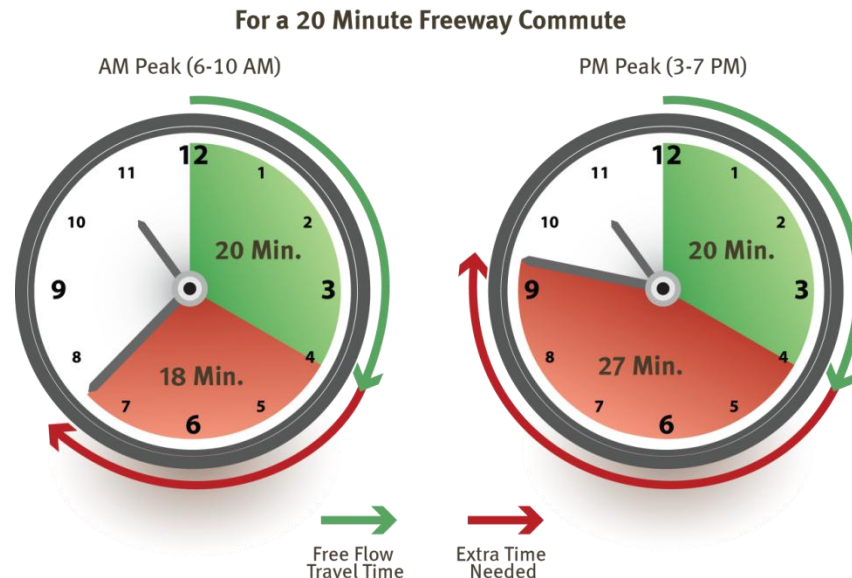 For a 20 Minute Freeway Commute
AM Peak (6-10 AM)
12
1
2
3
4
5
6
7
8
9
10
11
20 Min.
18 Min.
PM Peak (3-7 PM)
12
1
2
3
4
5
6
7
8
9
10
11
20 Min.
27 Min.
Free Flow
Travel Time
Extra Time
Needed